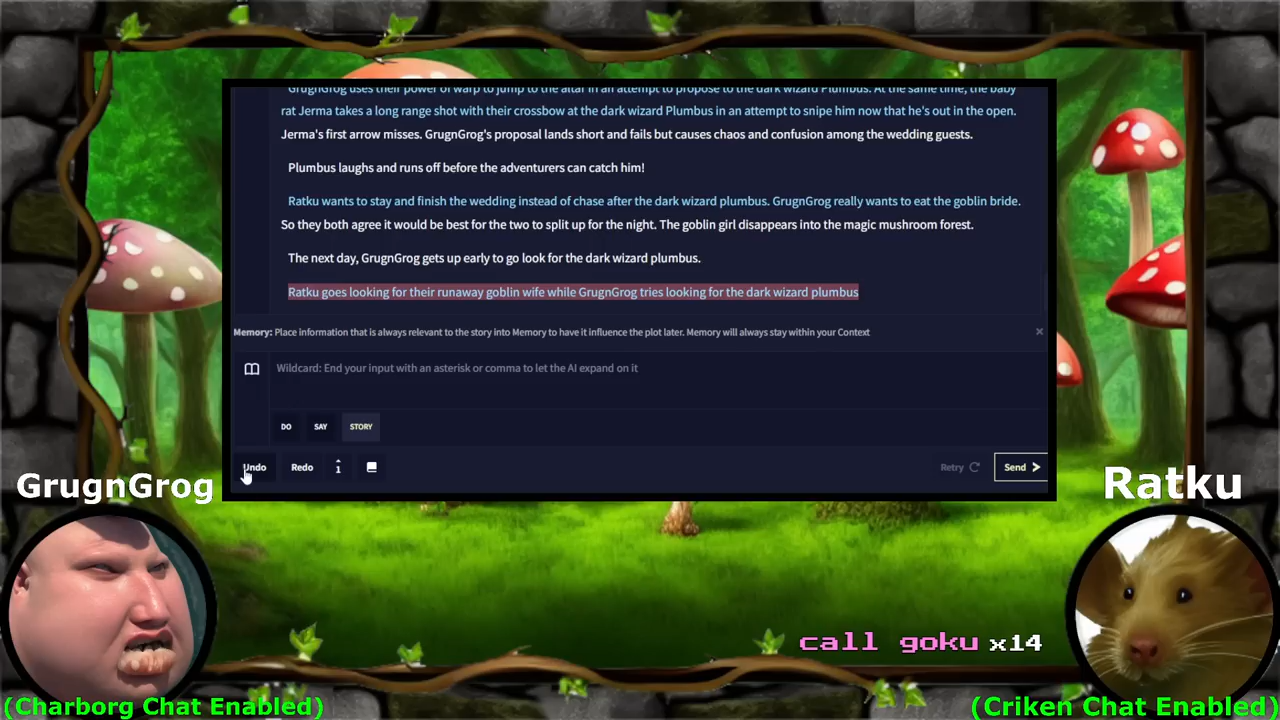 GrugnGrog uses their power of warp to jump to the altar in an attempt to propose to the dark wizard Plumbus. At the same time, the baby
rat Jerma takes a long range shot with their crossbow at the dark wizard Plumbus in an attempt to snipe him now that he's out in the open.
Jerma's first arrow misses. GrugnGrog's proposal lands short and fails but causes chaos and confusion among the wedding guests.
Plumbus laughs and runs off before the adventurers can catch him!
Ratku wants to stay and finish the wedding instead of chase after the dark wizard plumbus. GrugnGrog really wants to eat the goblin bride.
So they both agree it would be best for the two to split up for the night. The goblin girl disappears into the magic mushroom forest.
The next day, GrugnGrog gets up early to go look for the dark wizard plumbus.
Ratku goes looking for their runaway goblin wife while GrugnGrog tries looking for the dark wizard plumbus
Memory: Place information that is always relevant to the story into Memory to have it influence the plot later. Memory will always stay within your Context
Wildcard: End your input with an asterisk or comma to let the AI expand on it
DO SAY STORY
Undo Redo Retry Send
GrugnGrog
Ratku
call goku x14
(Charborg Chat Enabled)
(Criken Chat Enabled)